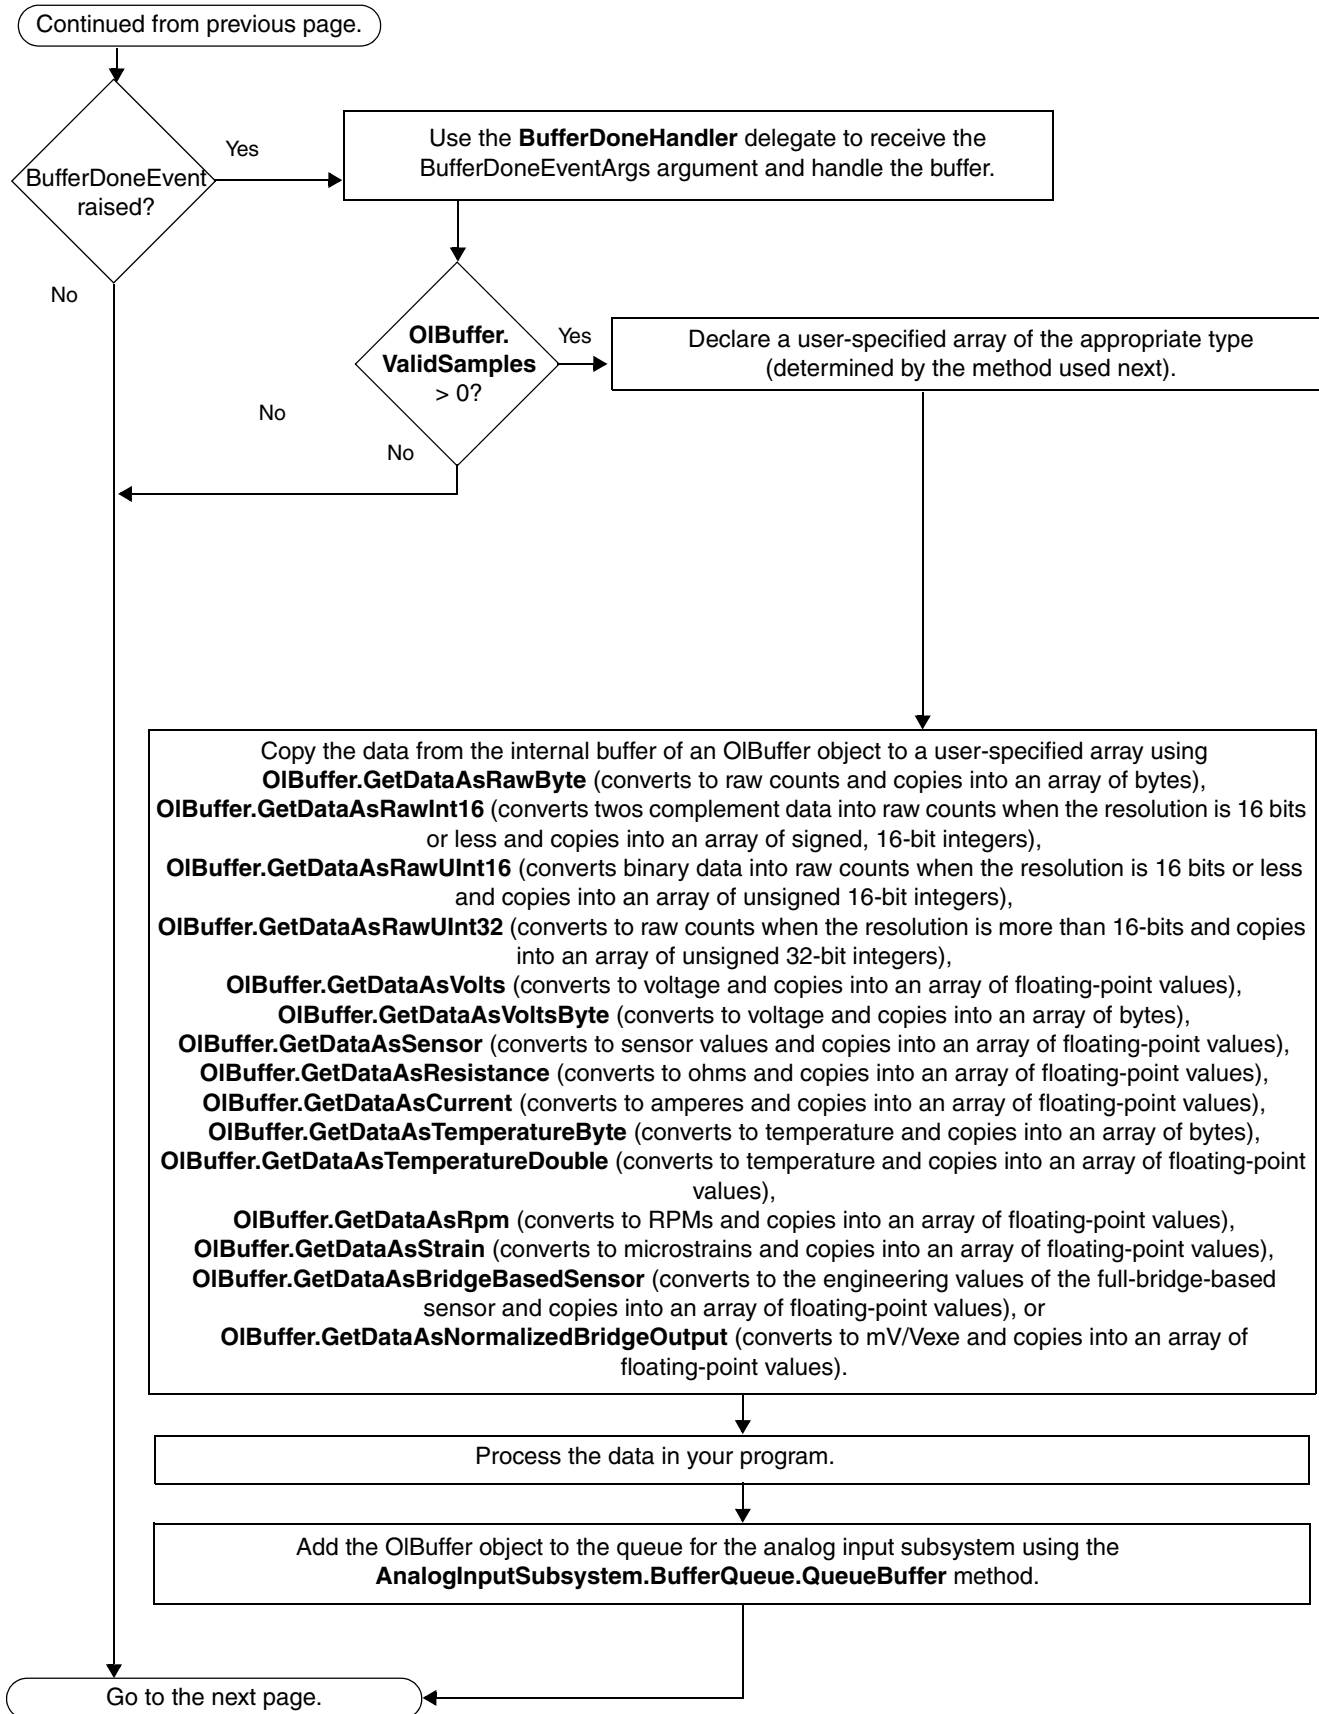 Continued from previous page.
BufferDoneEvent
raised?
Yes
Use the BufferDoneHandler delegate to receive the
BufferDoneEventArgs argument and handle the buffer.
No
OlBuffer.
ValidSamples
> 0?
Yes
Declare a user-specified array of the appropriate type
(determined by the method used next).
No
No
Copy the data from the internal buffer of an OlBuffer object to a user-specified array using
OlBuffer.GetDataAsRawByte (converts to raw counts and copies into an array of bytes),
OlBuffer.GetDataAsRawInt16 (converts twos complement data into raw counts when the resolution is 16 bits
or less and copies into an array of signed, 16-bit integers),
OlBuffer.GetDataAsRawUInt16 (converts binary data into raw counts when the resolution is 16 bits or less
and copies into an array of unsigned 16-bit integers),
OlBuffer.GetDataAsRawUInt32 (converts to raw counts when the resolution is more than 16-bits and copies
into an array of unsigned 32-bit integers),
OlBuffer.GetDataAsVolts (converts to voltage and copies into an array of floating-point values),
OlBuffer.GetDataAsVoltsByte (converts to voltage and copies into an array of bytes),
OlBuffer.GetDataAsSensor (converts to sensor values and copies into an array of floating-point values),
OlBuffer.GetDataAsResistance (converts to ohms and copies into an array of floating-point values),
OlBuffer.GetDataAsCurrent (converts to amperes and copies into an array of floating-point values),
OlBuffer.GetDataAsTemperatureByte (converts to temperature and copies into an array of bytes),
OlBuffer.GetDataAsTemperatureDouble (converts to temperature and copies into an array of floating-point
values),
OlBuffer.GetDataAsRpm (converts to RPMs and copies into an array of floating-point values),
OlBuffer.GetDataAsStrain (converts to microstrains and copies into an array of floating-point values),
OlBuffer.GetDataAsBridgeBasedSensor (converts to the engineering values of the full-bridge-based
sensor and copies into an array of floating-point values), or
OlBuffer.GetDataAsNormalizedBridgeOutput (converts to mV/Vexe and copies into an array of
floating-point values).
Process the data in your program.
Add the OlBuffer object to the queue for the analog input subsystem using the
AnalogInputSubsystem.BufferQueue.QueueBuffer method.
Go to the next page.